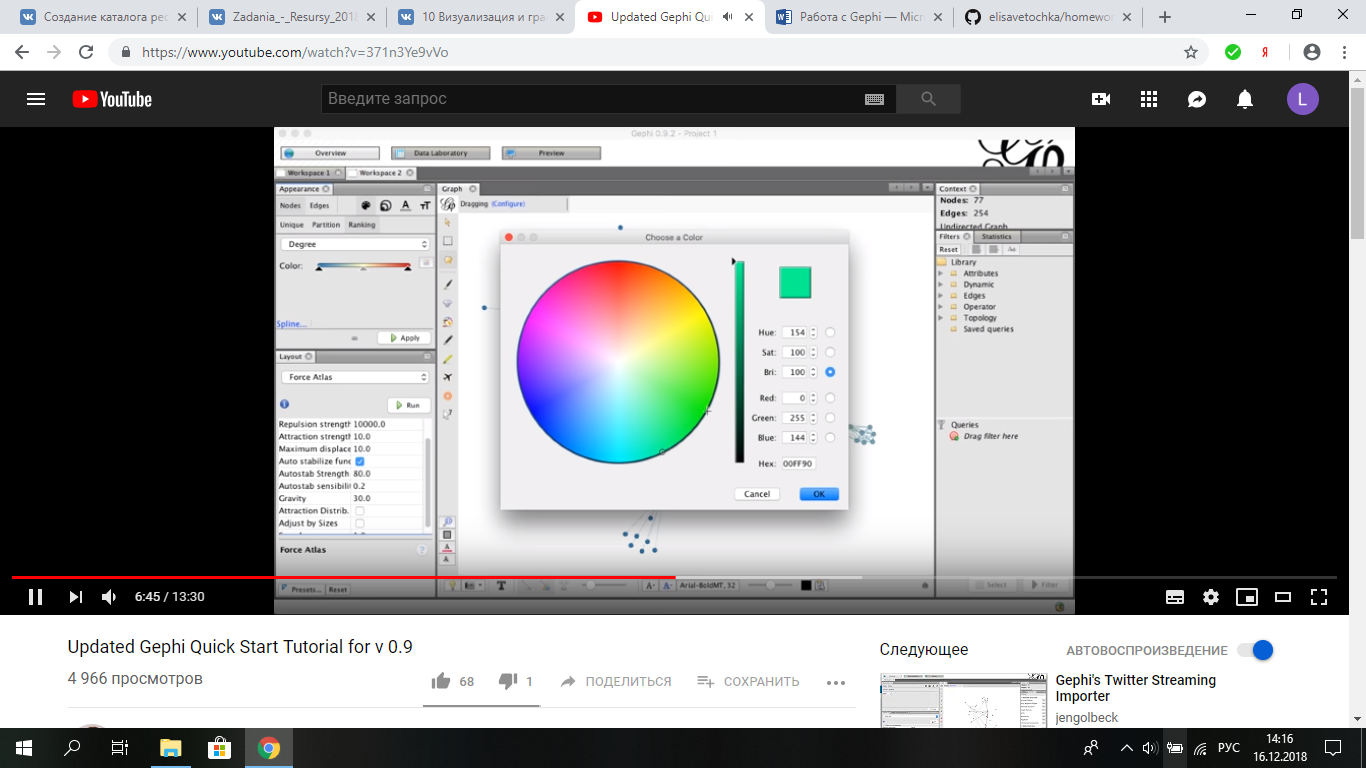 Создание каталога рес
Zadania_-_Resursy_201
10 Визуализация и гра
Updated Gephi Qu
Работа с Gephi — Micr
elisavetochka/homewor
https://www.youtube.com/watch?v=371n3Ye9vVo
YouTube
Введите запрос
L
Gephi 0.9.2 - Project 1
Overview
Data Laboratory
Preview
Workspace 1
Workspace 2
Appearance
Nodes Edges
Unique Partition Ranking
Degree
Color:
Spline...
Apply
Layout
Force Atlas
Run
Repulsion strengt 10000.0
Attraction strengt 10.0
Maximum displace 10.0
Auto stabilize func
Autostab Strength 80.0
Autostab sensibilit 0.2
Gravity 30.0
Attraction Distrib.
Adjust by Sizes
Force Atlas
Presets... Reset
Graph
Dragging (Configure)
Choose a Color
Hue: 154
Sat: 100
Bri: 100
Red: 0
Green: 255
Blue: 144
Hex: 00FF90
Cancel
OK
Arial-BoldMT, 32
Context
Nodes: 77
Edges: 254
Undirected Graph
Filters Statistics
Reset
Library
Attributes
Dynamic
Edges
Operator
Topology
Saved queries
Queries
Drag filter here
Select
Filter
6:45 / 13:30
Updated Gephi Quick Start Tutorial for v 0.9
4 966 просмотров
68
1
ПОДЕЛИТЬСЯ
СОХРАНИТЬ
Следующее
АВТОВОСПРОИЗВЕДЕНИЕ
Gephi's Twitter Streaming
Importer
jengolbeck
РУС
14:16
16.12.2018